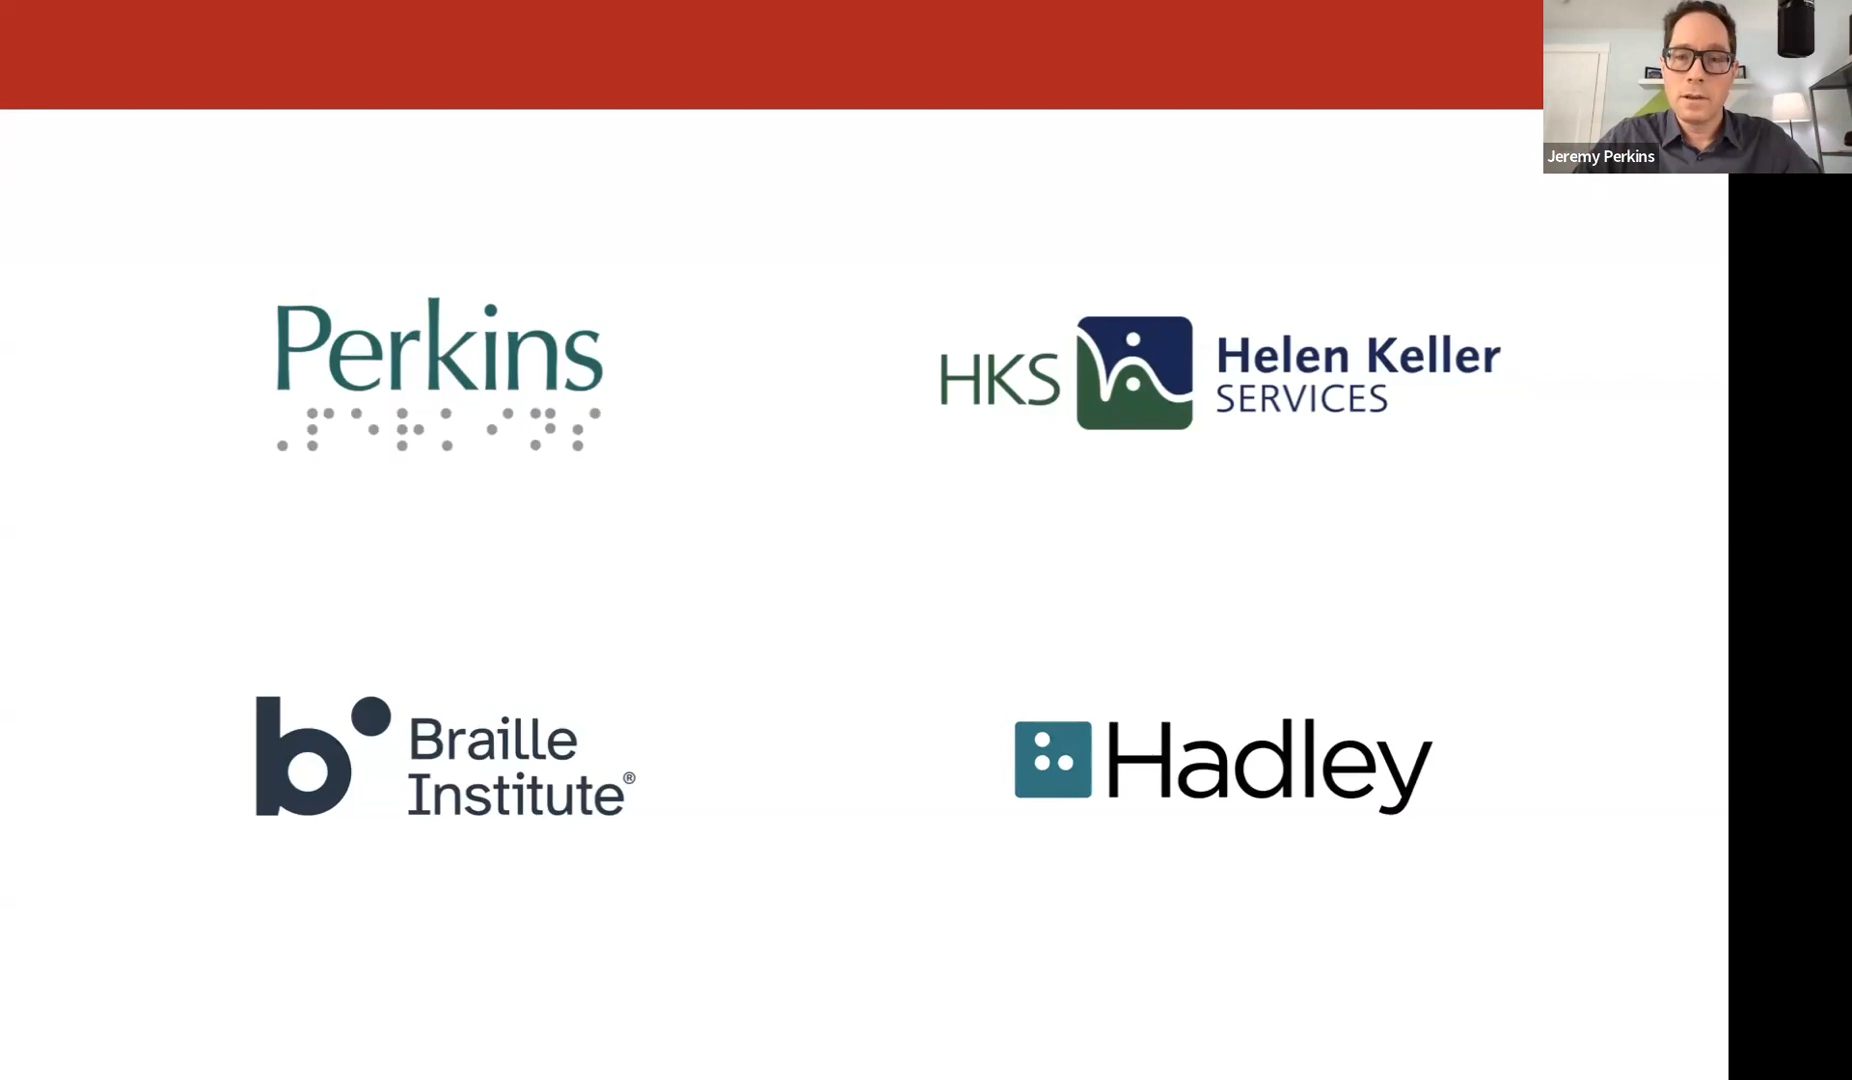 Jeremy Perkins
Perkins
⠠⠏⠑⠗⠅⠊⠝⠎
HKS
Helen Keller
SERVICES
b
Braille
Institute®
Hadley